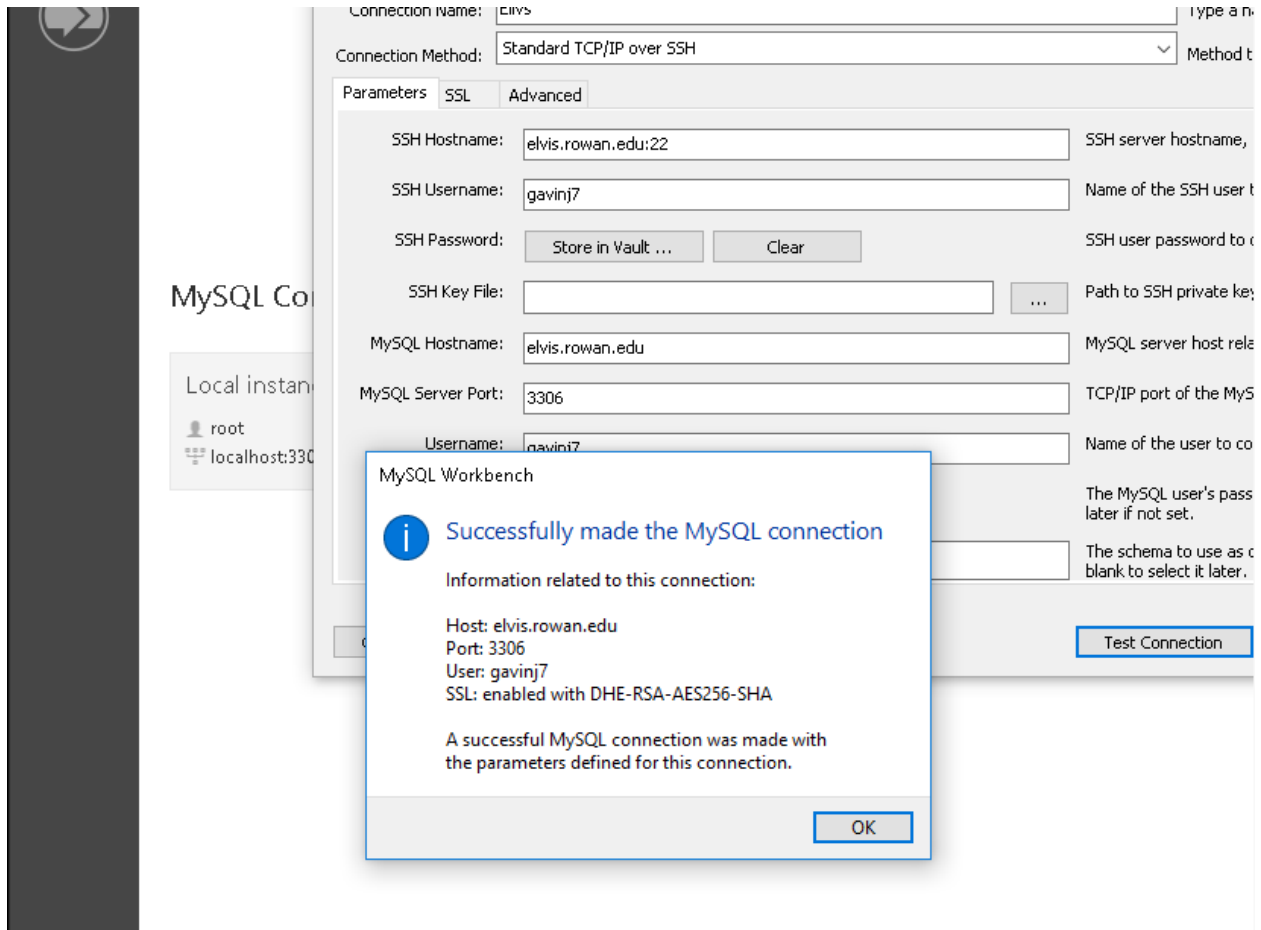 Connection Name: Ellvs Type a n
Connection Method: Standard TCP/IP over SSH Method t
Parameters SSL Advanced
SSH Hostname: elvis.rowan.edu:22 SSH server hostname,
SSH Username: gavinj7 Name of the SSH user t
SSH Password: Store in Vault ... Clear SSH user password to
SSH Key File: ... Path to SSH private key
MySQL Co
MySQL Hostname: elvis.rowan.edu MySQL server host rela
Local instan
MySQL Server Port: 3306 TCP/IP port of the MyS
root
Username: gavinj7 Name of the user to co
localhost:330
The MySQL user's pass
later if not set.
The schema to use as
blank to select it later.
Test Connection
MySQL Workbench
Successfully made the MySQL connection
Information related to this connection:
Host: elvis.rowan.edu
Port: 3306
User: gavinj7
SSL: enabled with DHE-RSA-AES256-SHA
A successful MySQL connection was made with
the parameters defined for this connection.
OK